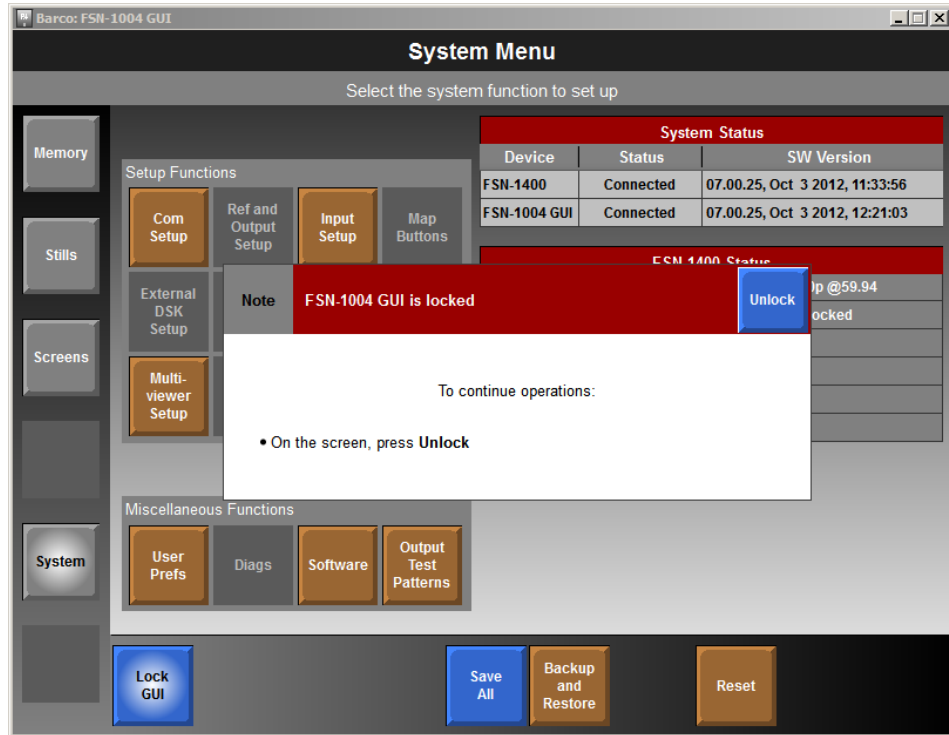 Barco: FSN-1004 GUI
System Menu
Select the system function to set up
Memory
Stills
Screens
System
Setup Functions
Com
Setup
Ref and
Output
Setup
Input
Setup
Map
Buttons
External
DSK
Setup
Multi-
viewer
Setup
System Status
Device Status SW Version
FSN-1400 Connected 07.00.25, Oct 3 2012, 11:33:56
FSN-1004 GUI Connected 07.00.25, Oct 3 2012, 12:21:03
FSN 1400 Status
@59.94
Note
FSN-1004 GUI is locked
Unlock
To continue operations:
• On the screen, press Unlock
Miscellaneous Functions
User
Prefs
Diags
Software
Output
Test
Patterns
Lock
GUI
Save
All
Backup
and
Restore
Reset